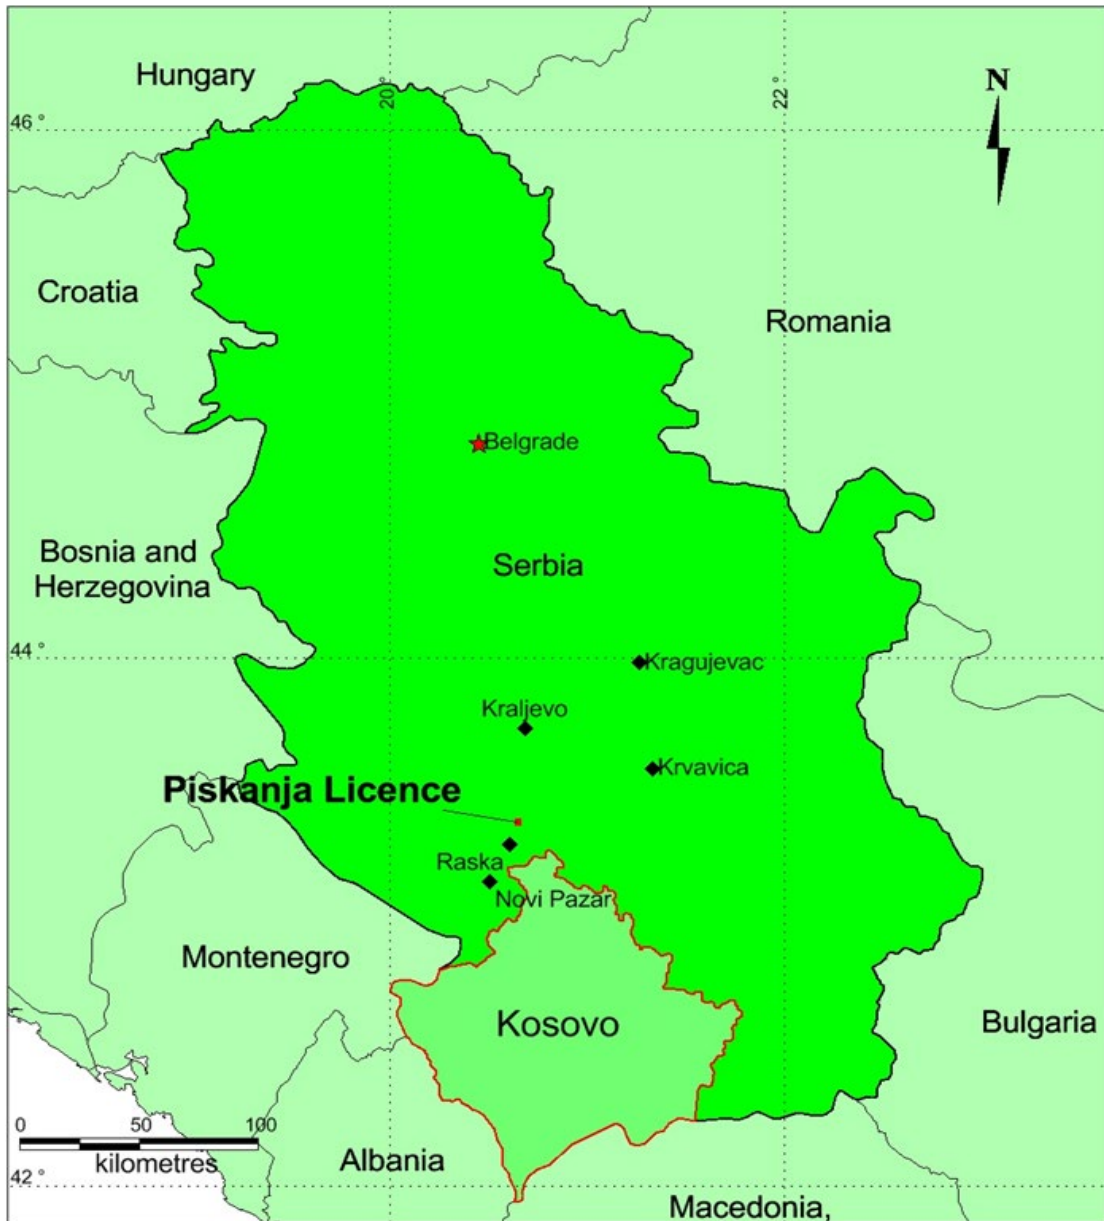 Hungary
20°
22°
N
46°
Croatia
Romania
Belgrade
Bosnia and
Herzegovina
Serbia
44°
Kragujevac
Kraljevo
Krvavica
Piskanja Licence
Raska
Novi Pazar
Montenegro
Kosovo
Bulgaria
0 50 100
kilometres
Albania
42°
Macedonia,